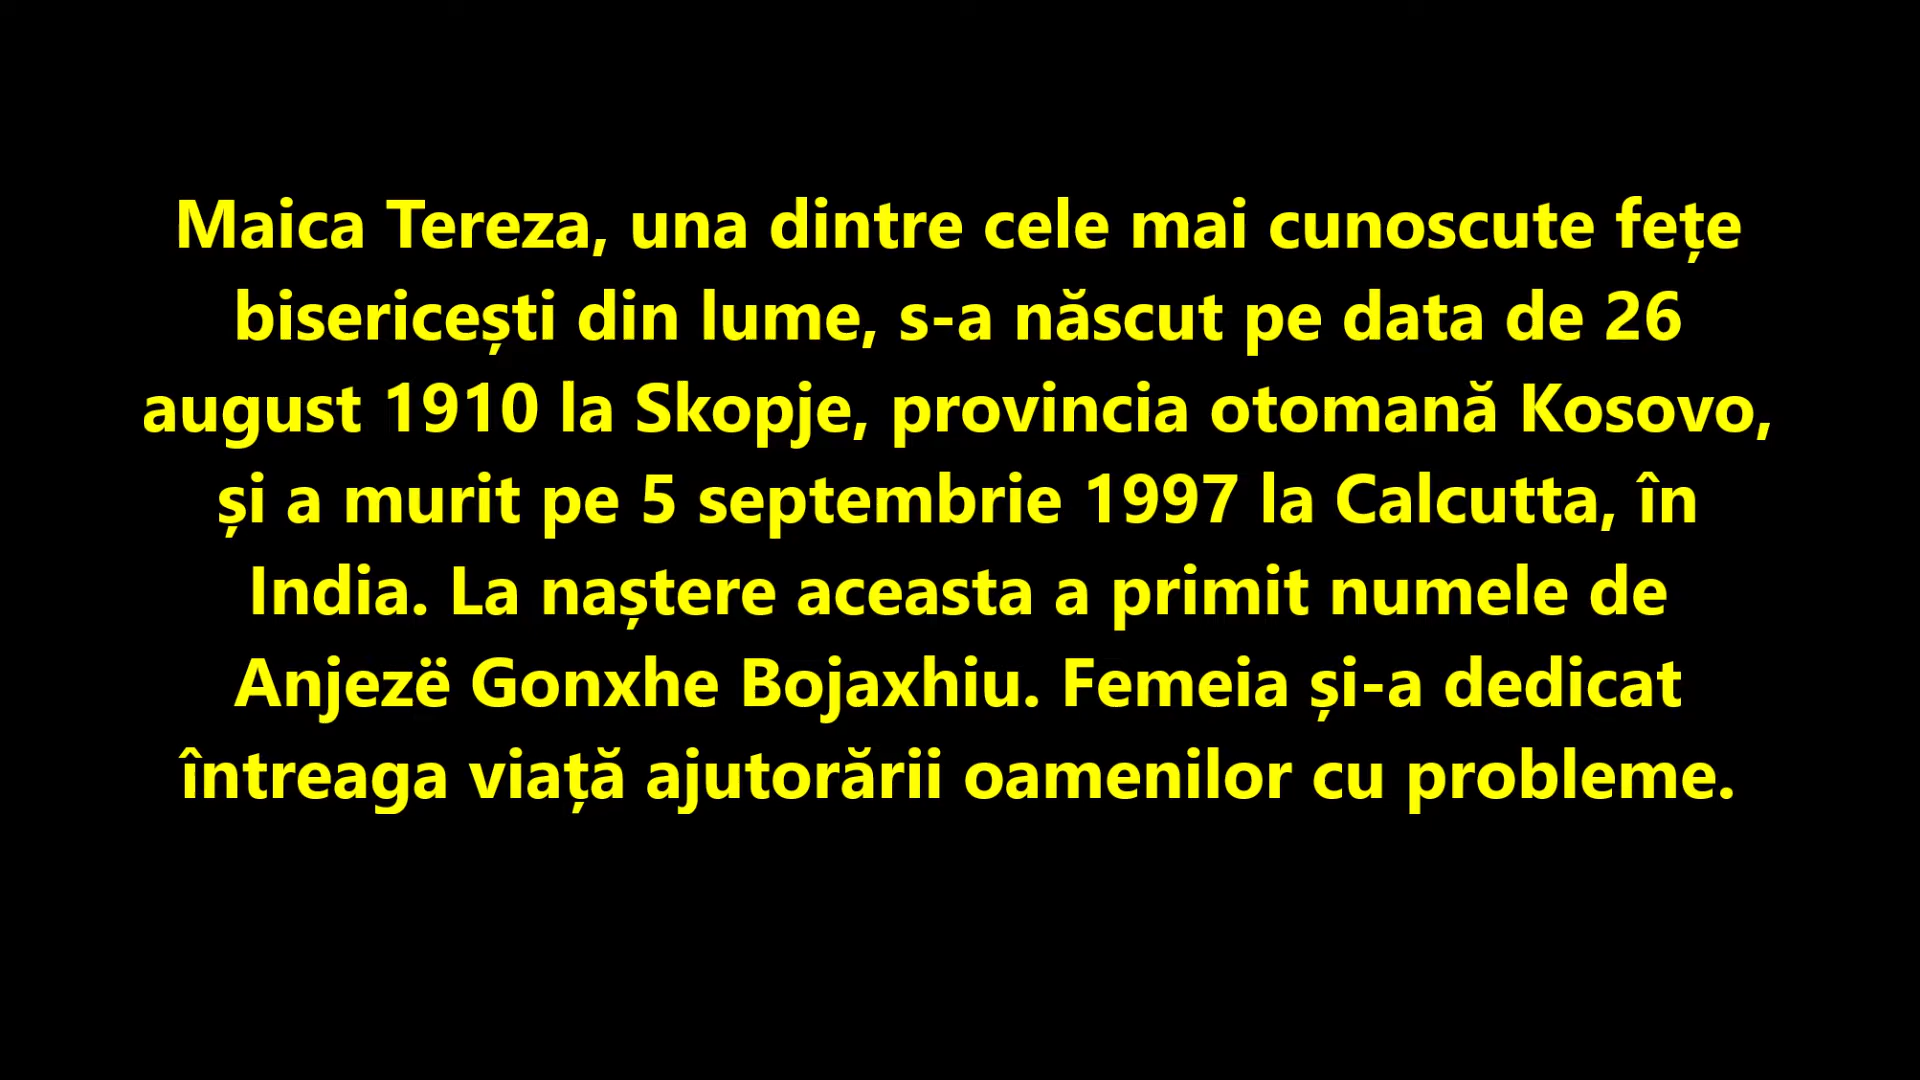 Maica Tereza, una dintre cele mai cunoscute fețe
bisericești din lume, s-a născut pe data de 26
august 1910 la Skopje, provincia otomană Kosovo,
și a murit pe 5 septembrie 1997 la Calcutta, în
India. La naștere aceasta a primit numele de
Anjezë Gonxhe Bojaxhiu. Femeia și-a dedicat
întreaga viață ajutorării oamenilor cu probleme.